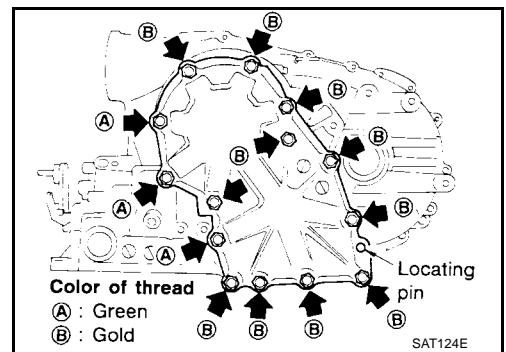 Ⓑ
Ⓑ
Ⓑ
Ⓐ
Ⓑ
Ⓑ
Ⓐ
Ⓑ
Ⓐ
Locating
pin
Color of thread
Ⓐ : Green
Ⓑ : Gold
Ⓑ
Ⓑ
Ⓑ
Ⓑ
SAT124E